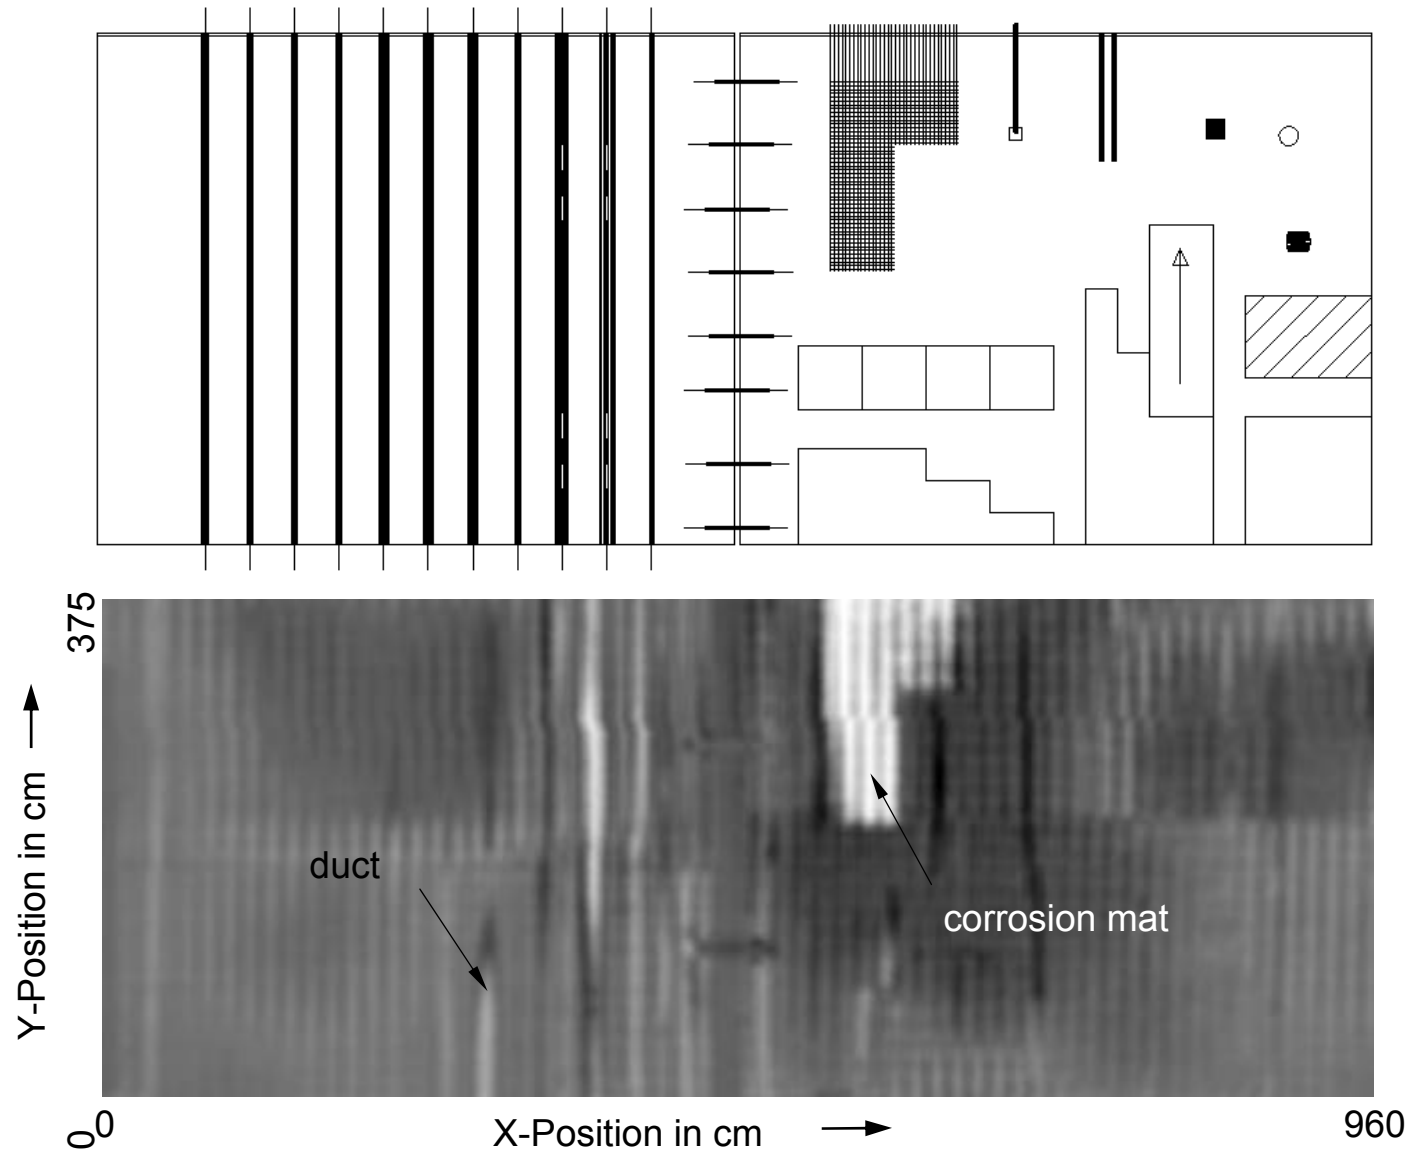 375
Y-Position in cm
duct
corrosion mat
0
0
X-Position in cm
960